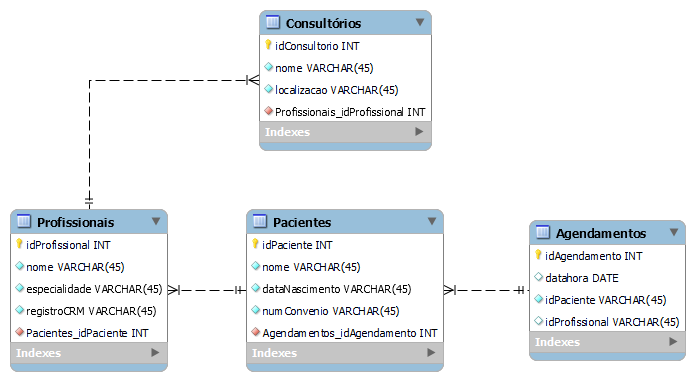 Consultórios
idConsultorio INT
nome VARCHAR(45)
localizacao VARCHAR(45)
Profissionais_idProfissional INT
Indexes
Profissionais
idProfissional INT
nome VARCHAR(45)
especialidade VARCHAR(45)
registroCRM VARCHAR(45)
Pacientes_idPaciente INT
Indexes
Pacientes
idPaciente INT
nome VARCHAR(45)
dataNascimento VARCHAR(45)
numConvenio VARCHAR(45)
Agendamentos_idAgendamento INT
Indexes
Agendamentos
idAgendamento INT
datahora DATE
idPaciente VARCHAR(45)
idProfissional VARCHAR(45)
Indexes